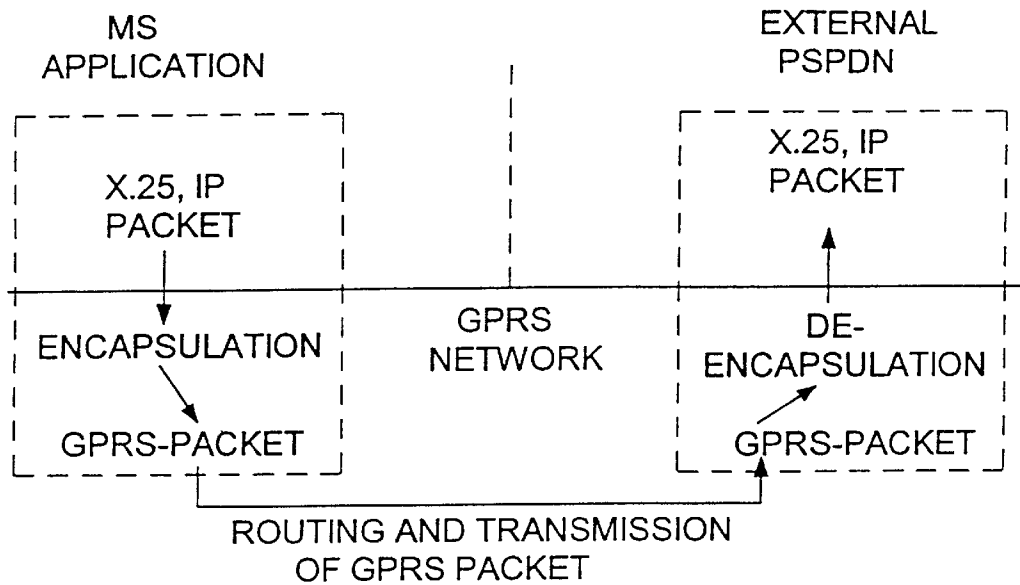 MS
APPLICATION
EXTERNAL
PSPDN
X.25, IP
PACKET
X.25, IP
PACKET
ENCAPSULATION
GPRS
NETWORK
DE-
ENCAPSULATION
GPRS-PACKET
GPRS-PACKET
ROUTING AND TRANSMISSION
OF GPRS PACKET